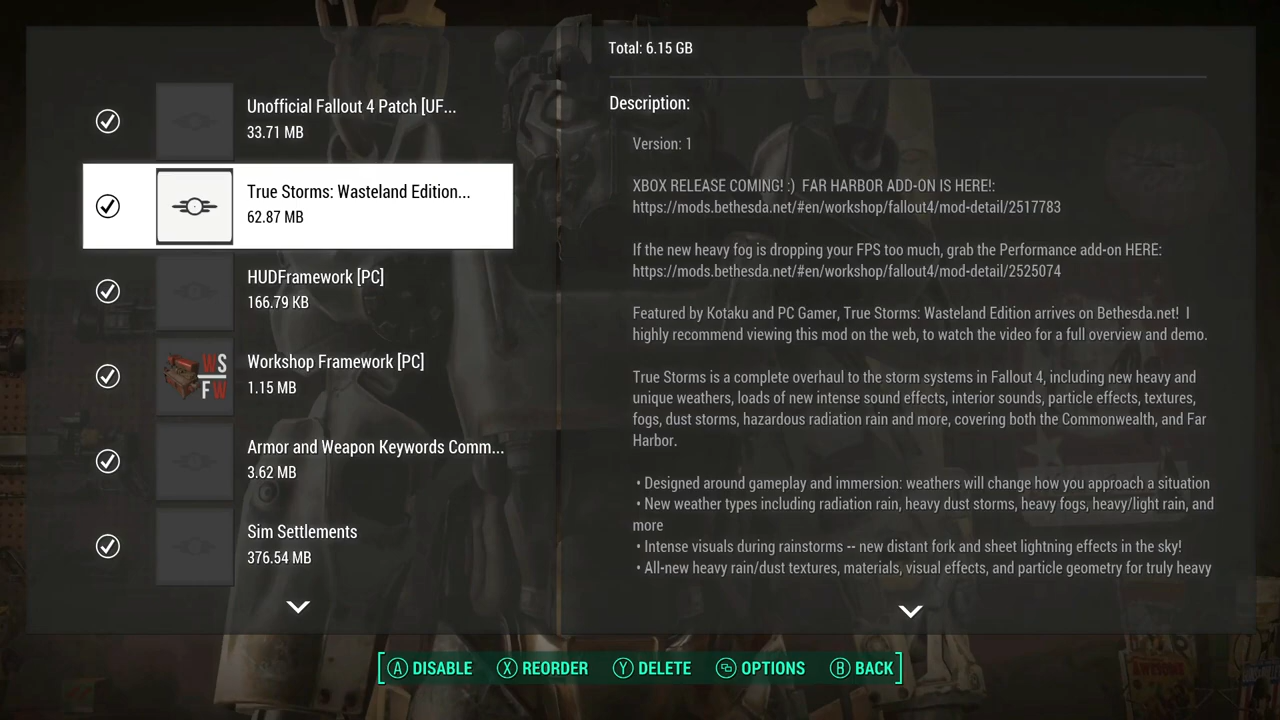 Total: 6.15 GB
Unofficial Fallout 4 Patch [UF...
33.71 MB
True Storms: Wasteland Edition...
62.87 MB
HUDFramework [PC]
166.79 KB
WS
FW
Workshop Framework [PC]
1.15 MB
Armor and Weapon Keywords Comm...
3.62 MB
Sim Settlements
376.54 MB
Description:
Version: 1
XBOX RELEASE COMING! :)  FAR HARBOR ADD-ON IS HERE!:
https://mods.bethesda.net/#en/workshop/fallout4/mod-detail/2517783
If the new heavy fog is dropping your FPS too much, grab the Performance add-on HERE:
https://mods.bethesda.net/#en/workshop/fallout4/mod-detail/2525074
Featured by Kotaku and PC Gamer, True Storms: Wasteland Edition arrives on Bethesda.net!  I
highly recommend viewing this mod on the web, to watch the video for a full overview and demo.
True Storms is a complete overhaul to the storm systems in Fallout 4, including new heavy and
unique weathers, loads of new intense sound effects, interior sounds, particle effects, textures,
fogs, dust storms, hazardous radiation rain and more, covering both the Commonwealth, and Far
Harbor.
• Designed around gameplay and immersion: weathers will change how you approach a situation
• New weather types including radiation rain, heavy dust storms, heavy fogs, heavy/light rain, and
more
• Intense visuals during rainstorms -- new distant fork and sheet lightning effects in the sky!
• All-new heavy rain/dust textures, materials, visual effects, and particle geometry for truly heavy
[ (A) DISABLE (X) REORDER (Y) DELETE OPTIONS (B) BACK ]